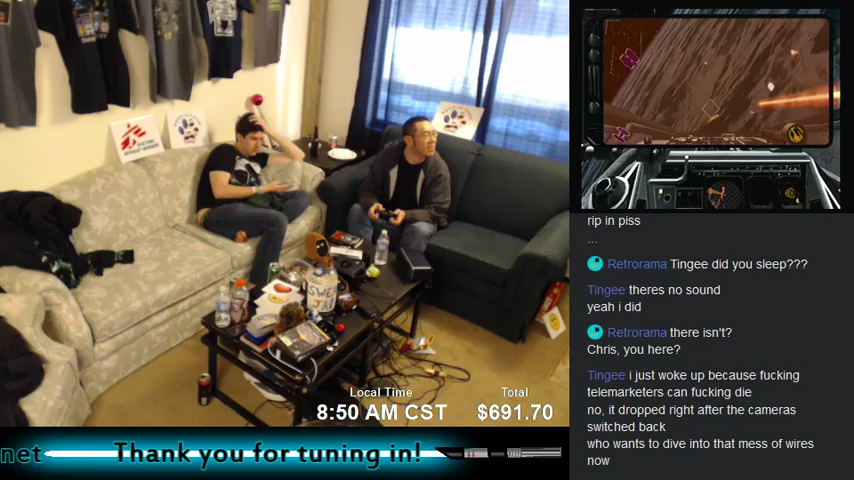 SWEAR
JAR
Local Time
Total
8:50 AM CST
$691.70
net
Thank you for tuning in!
rip in piss
...
Retrorama Tingee did you sleep???
Tingee theres no sound
yeah i did
Retrorama there isn't?
Chris, you here?
Tingee i just woke up because fucking
telemarketers can fucking die
no, it dropped right after the cameras
switched back
who wants to dive into that mess of wires
now